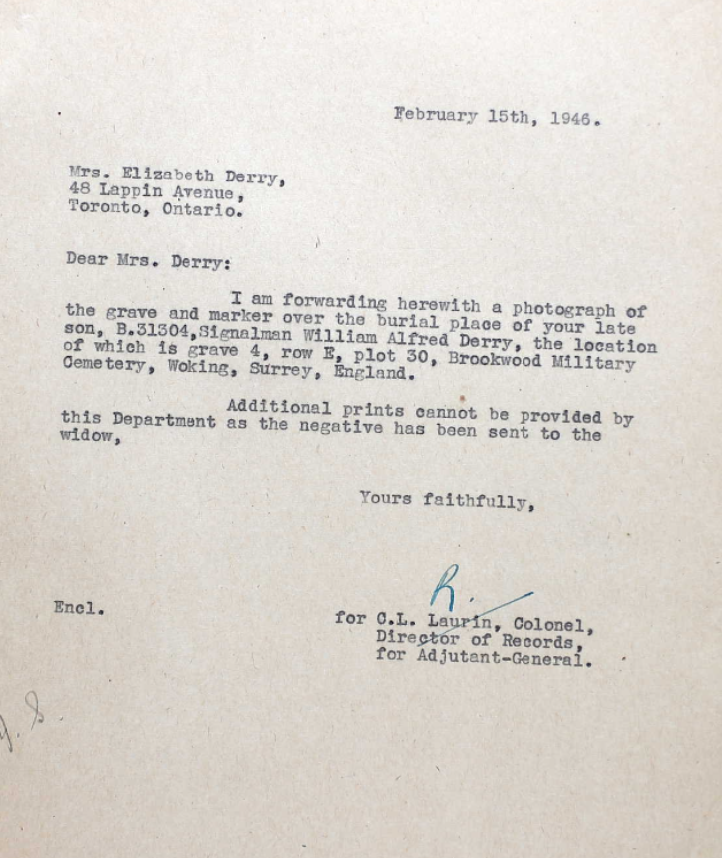 February 15th, 1946.
Mrs. Elizabeth Derry,
48 Lappin Avenue,
Toronto, Ontario.
Dear Mrs. Derry:
I am forwarding herewith a photograph of
the grave and marker over the burial place of your late
son, B.31304,Signalman William Alfred Derry, the location
of which is grave 4, row E, plot 30, Brookwood Military
Cemetery, Woking, Surrey, England.
Additional prints cannot be provided by
this Department as the negative has been sent to the
widow,
Yours faithfully,
R.
Encl.
for C.L. Laurin, Colonel,
Director of Records,
for Adjutant-General.